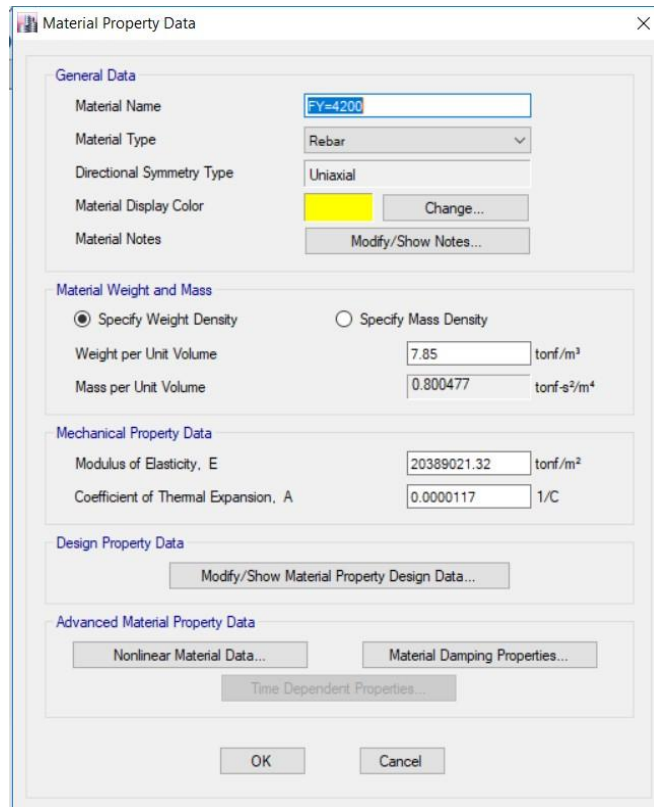 Material Property Data
General Data
Material Name FY=4200
Material Type Rebar
Directional Symmetry Type Uniaxial
Material Display Color Change...
Material Notes Modify/Show Notes...
Material Weight and Mass
Specify Weight Density Specify Mass Density
Weight per Unit Volume 7.85 tonf/m³
Mass per Unit Volume 0.800477 tonf-s²/m⁴
Mechanical Property Data
Modulus of Elasticity, E 20389021.32 tonf/m²
Coefficient of Thermal Expansion, A 0.0000117 1/C
Design Property Data
Modify/Show Material Property Design Data...
Advanced Material Property Data
Nonlinear Material Data... Material Damping Properties...
Time Dependent Properties...
OK Cancel